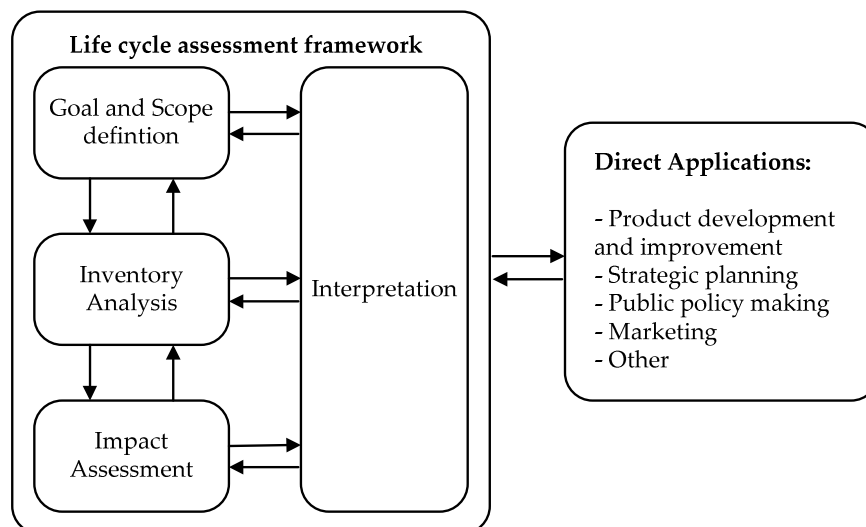 Life cycle assessment framework
Goal and Scope
defintion
Inventory
Analysis
Impact
Assessment
Interpretation
Direct Applications:
- Product development
and improvement
- Strategic planning
- Public policy making
- Marketing
- Other